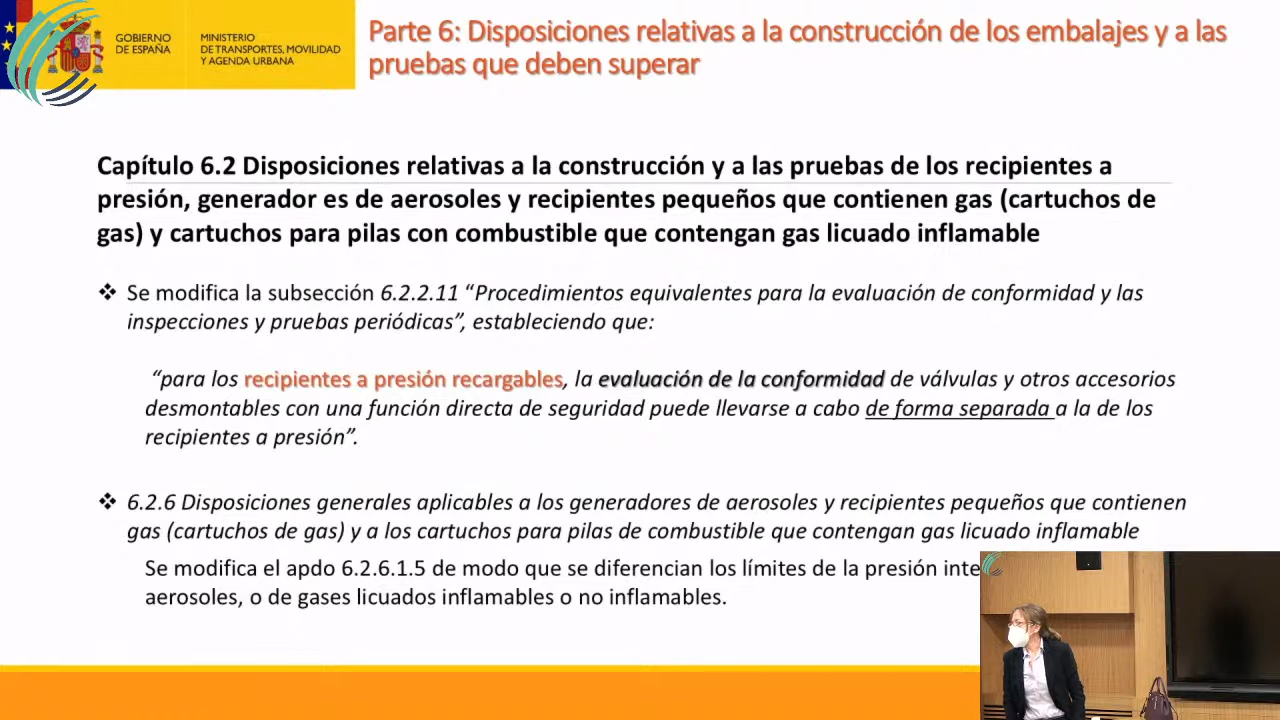 GOBIERNO
DE ESPAÑA
MINISTERIO
DE TRANSPORTES, MOVILIDAD
Y AGENDA URBANA
Parte 6: Disposiciones relativas a la construcción de los embalajes y a las
pruebas que deben superar
Capítulo 6.2 Disposiciones relativas a la construcción y a las pruebas de los recipientes a
presión, generador es de aerosoles y recipientes pequeños que contienen gas (cartuchos de
gas) y cartuchos para pilas con combustible que contengan gas licuado inflamable
❖ Se modifica la subsección 6.2.2.11 “Procedimientos equivalentes para la evaluación de conformidad y las
inspecciones y pruebas periódicas”, estableciendo que:
“para los recipientes a presión recargables, la evaluación de la conformidad de válvulas y otros accesorios
desmontables con una función directa de seguridad puede llevarse a cabo de forma separada a la de los
recipientes a presión”.
❖ 6.2.6 Disposiciones generales aplicables a los generadores de aerosoles y recipientes pequeños que contienen
gas (cartuchos de gas) y a los cartuchos para pilas de combustible que contengan gas licuado inflamable
Se modifica el apdo 6.2.6.1.5 de modo que se diferencian los límites de la presión inte
aerosoles, o de gases licuados inflamables o no inflamables.